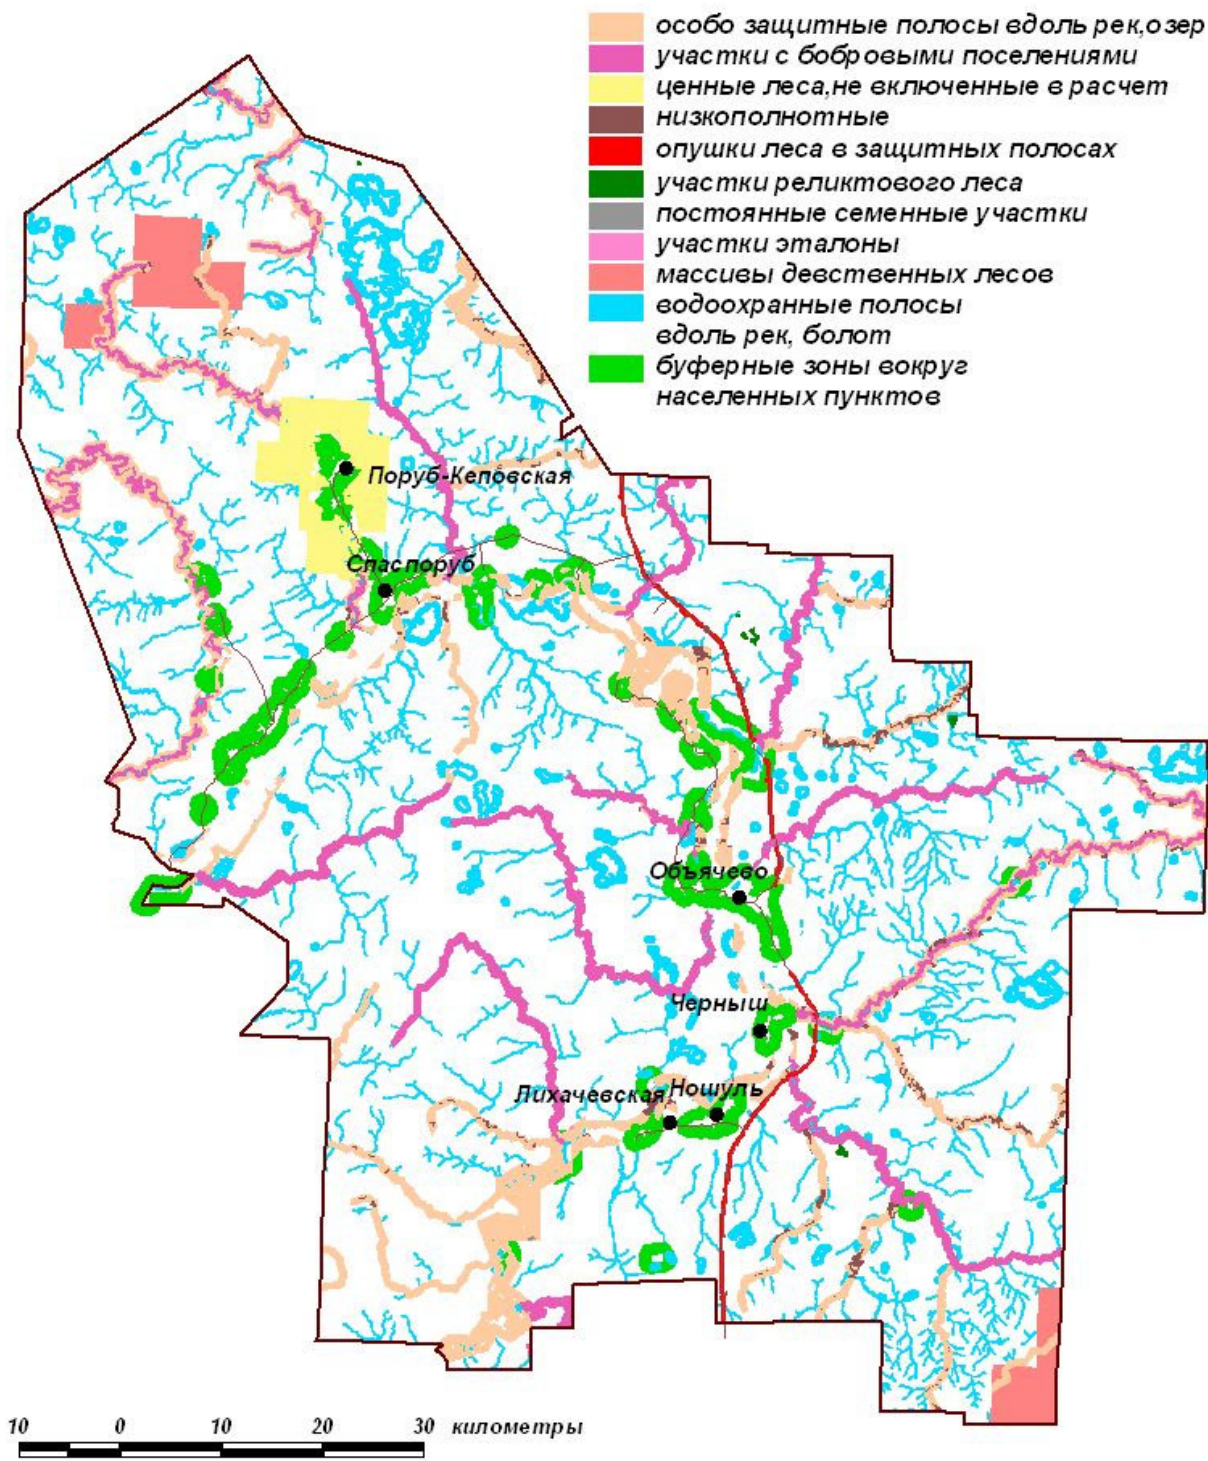 особо защитные полосы вдоль рек,озер
участки с бобровыми поселениями
ценные леса,не включенные в расчет
низкополнотные
опушки леса в защитных полосах
участки реликтового леса
постоянные семенные участки
участки эталоны
массивы девственных лесов
водоохранные полосы
вдоль рек, болот
буферные зоны вокруг
населенных пунктов
Поруб-Кеповская
Спаспоруб
Объячево
Черныш
Лихачевская
Ношуль
10 0 10 20 30 километры